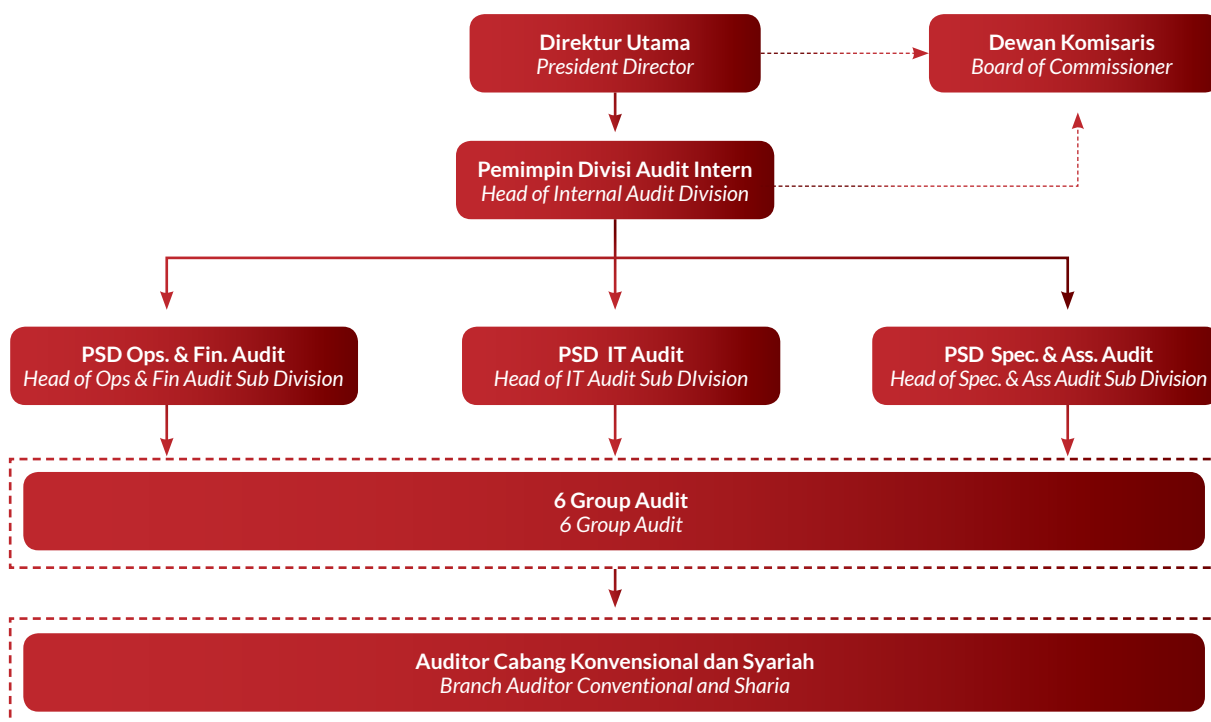 Direktur Utama
President Director
Dewan Komisaris
Board of Commissioner
Pemimpin Divisi Audit Intern
Head of Internal Audit Division
PSD Ops. & Fin. Audit
Head of Ops & Fin Audit Sub Division
PSD IT Audit
Head of IT Audit Sub DIvision
PSD Spec. & Ass. Audit
Head of Spec. & Ass Audit Sub Division
6 Group Audit
6 Group Audit
Auditor Cabang Konvensional dan Syariah
Branch Auditor Conventional and Sharia